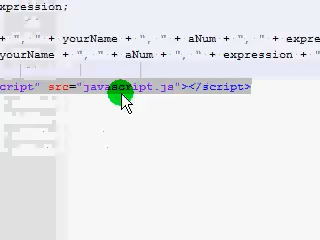 xpression;
+ ", " + yourName + ", " + aNum + ", " + expre
yourName + ", " + aNum + ", " + expression + "
cript" src="javascript.js"></script>